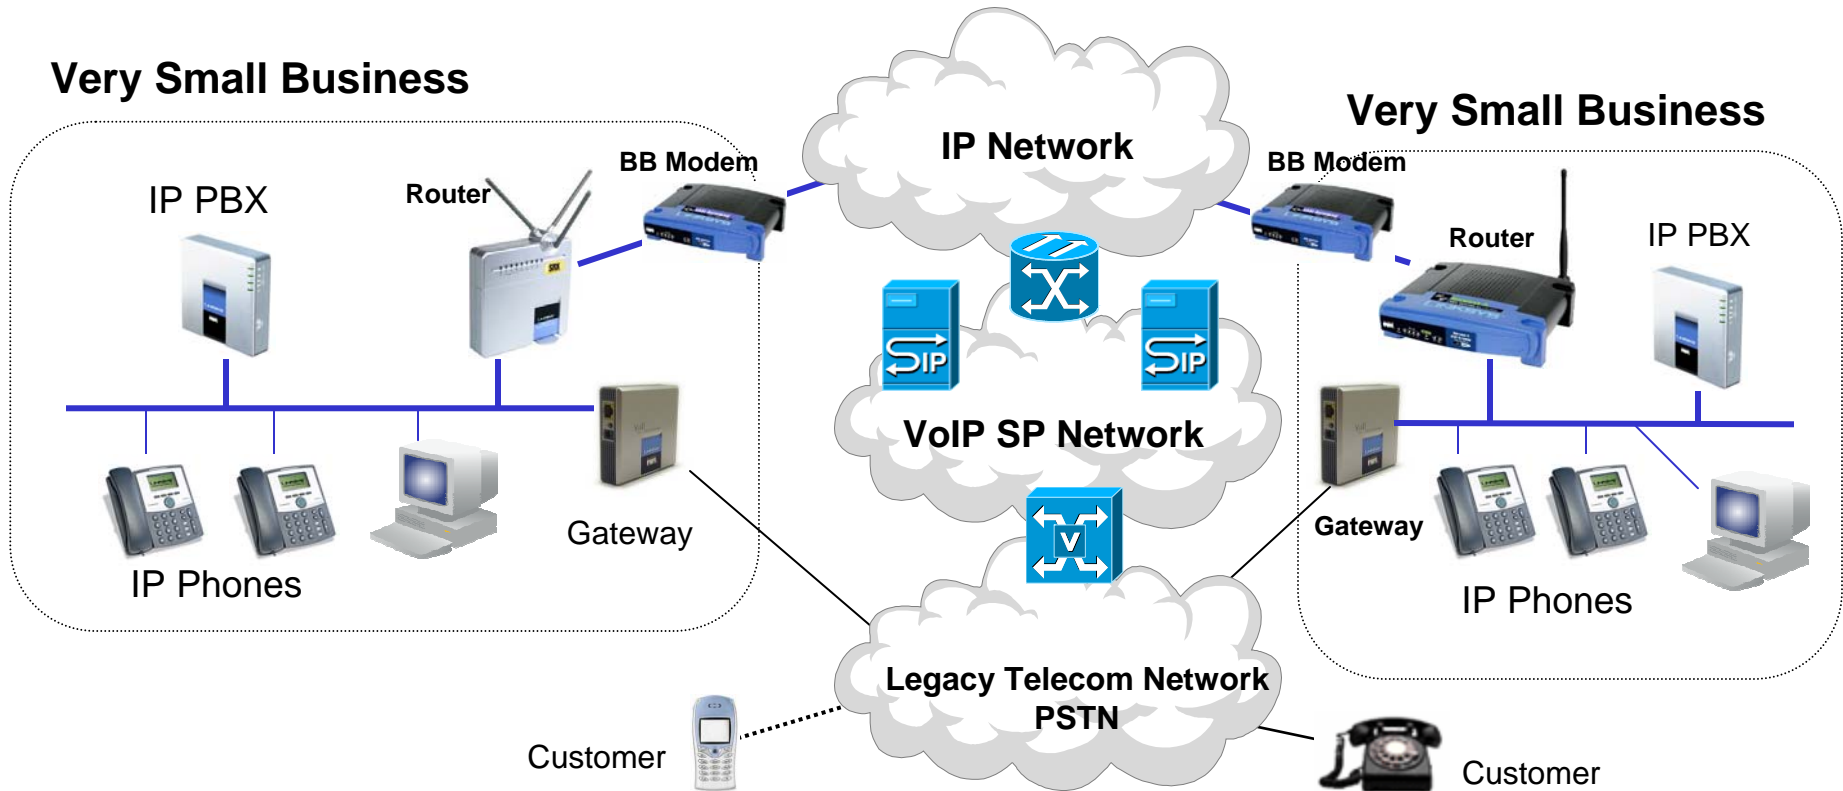 Very Small Business
Very Small Business
IP Network
BB Modem
BB Modem
IP PBX
Router
Router
IP PBX
SRX
SIP
SIP
VoIP SP Network
V
Gateway
Gateway
IP Phones
IP Phones
Legacy Telecom Network
PSTN
Customer
Customer